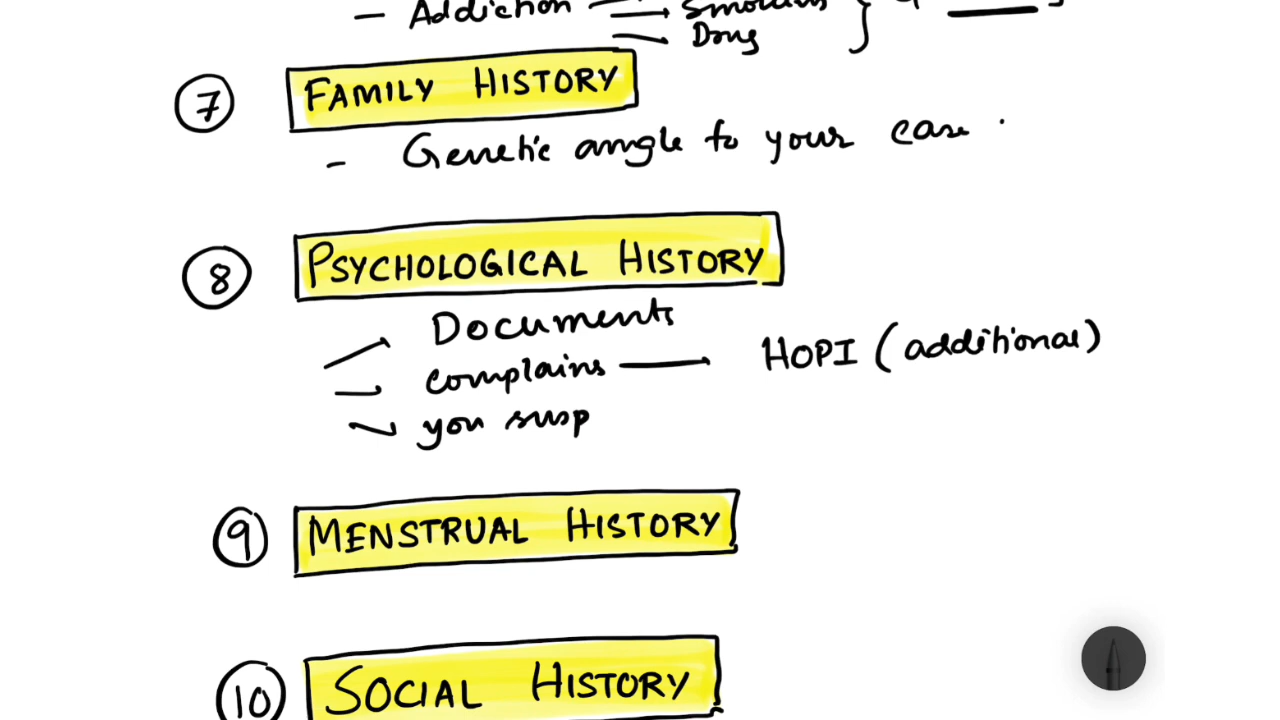 – Addiction — Smoking
Drug
7 FAMILY HISTORY
- Genetic angle to your case.
8 PSYCHOLOGICAL HISTORY
Documents
complains — HOPI (additional)
you susp
9 MENSTRUAL HISTORY
10 SOCIAL HISTORY